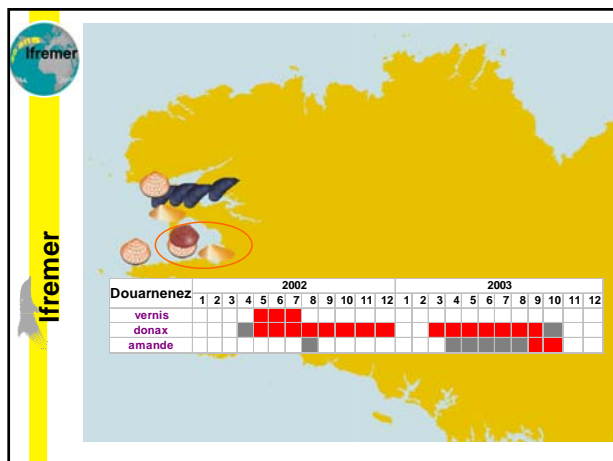 Ifremer
Ifremer
Douarnenez 2002 2003
1 2 3 4 5 6 7 8 9 10 11 12 1 2 3 4 5 6 7 8 9 10 11 12
vernis
donax
amande